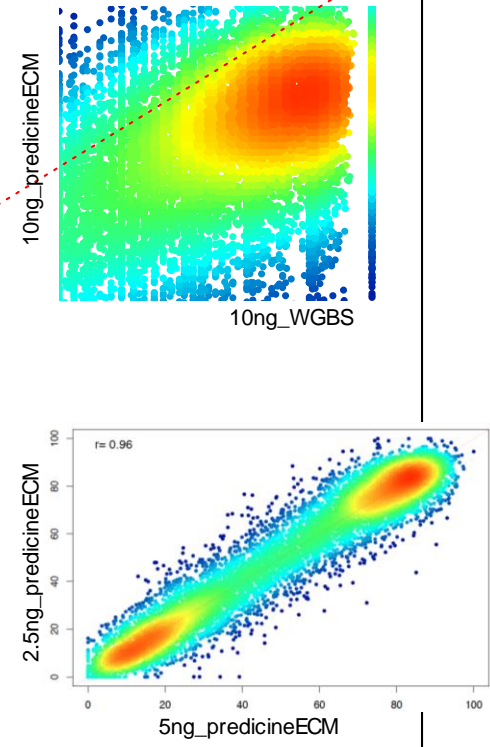 10ng_predicineECM
10ng_WGBS
r= 0.96
100
80
60
40
20
0
2.5ng_predicineECM
0 20 40 60 80 100
5ng_predicineECM